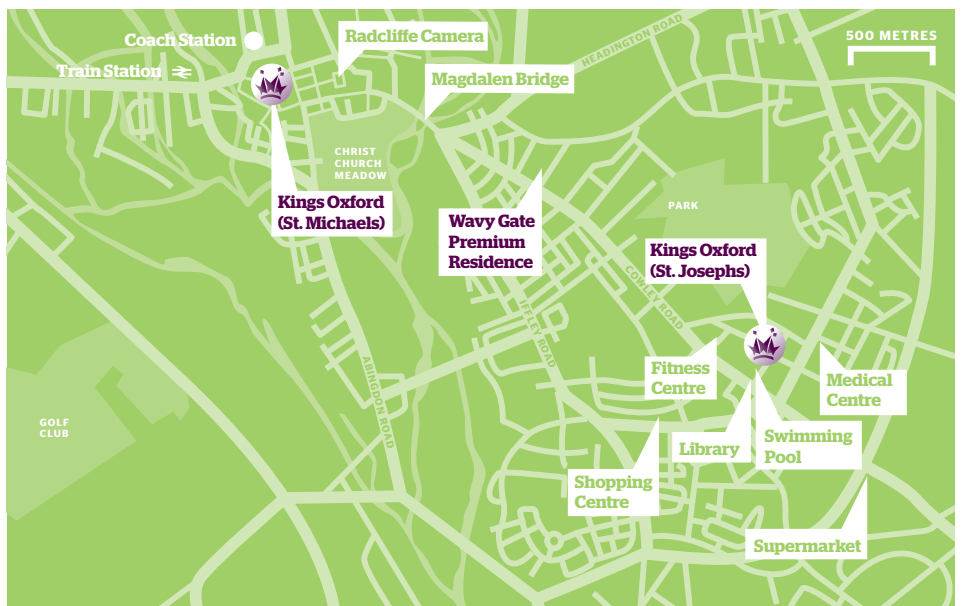 Coach Station
Train Station
Radcliffe Camera
Magdalen Bridge
HEADINGTON ROAD
500 METRES
CHRIST
CHURCH
MEADOW
Kings Oxford
(St. Michaels)
Wavy Gate
Premium
Residence
PARK
Kings Oxford
(St. Josephs)
COWLEY ROAD
IFFLEY ROAD
ABINGDON ROAD
GOLF
CLUB
Fitness
Centre
Medical
Centre
Library
Swimming
Pool
Shopping
Centre
Supermarket